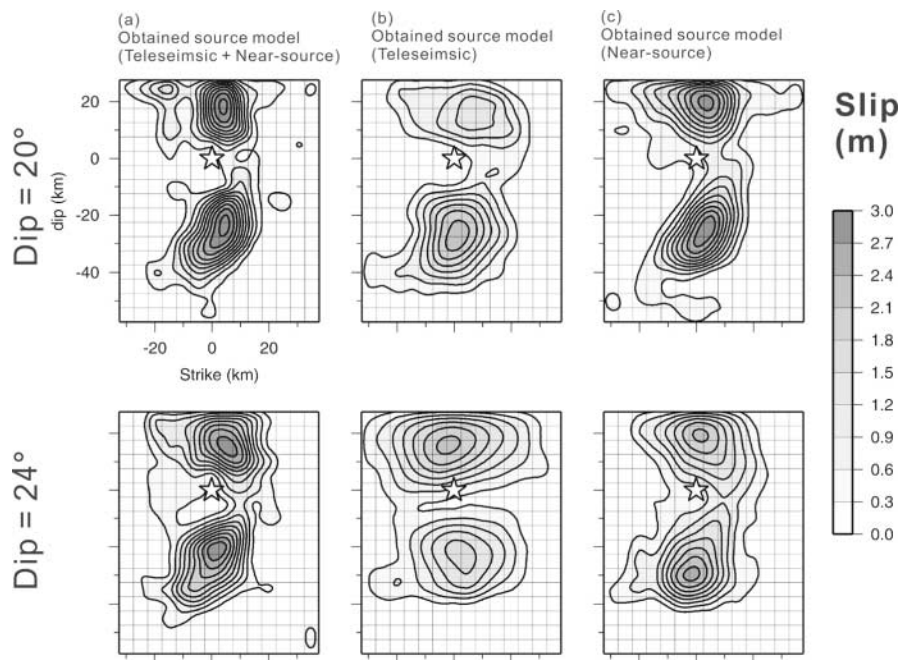 (a)
Obtained source model
(Teleseimsic + Near-source)
(b)
Obtained source model
(Teleseimsic)
(c)
Obtained source model
(Near-source)
Dip = 20°
dip (km)
20
0
-20
-40
-20 0 20
Strike (km)
Dip = 24°
Slip
(m)
3.0
2.7
2.4
2.1
1.8
1.5
1.2
0.9
0.6
0.3
0.0